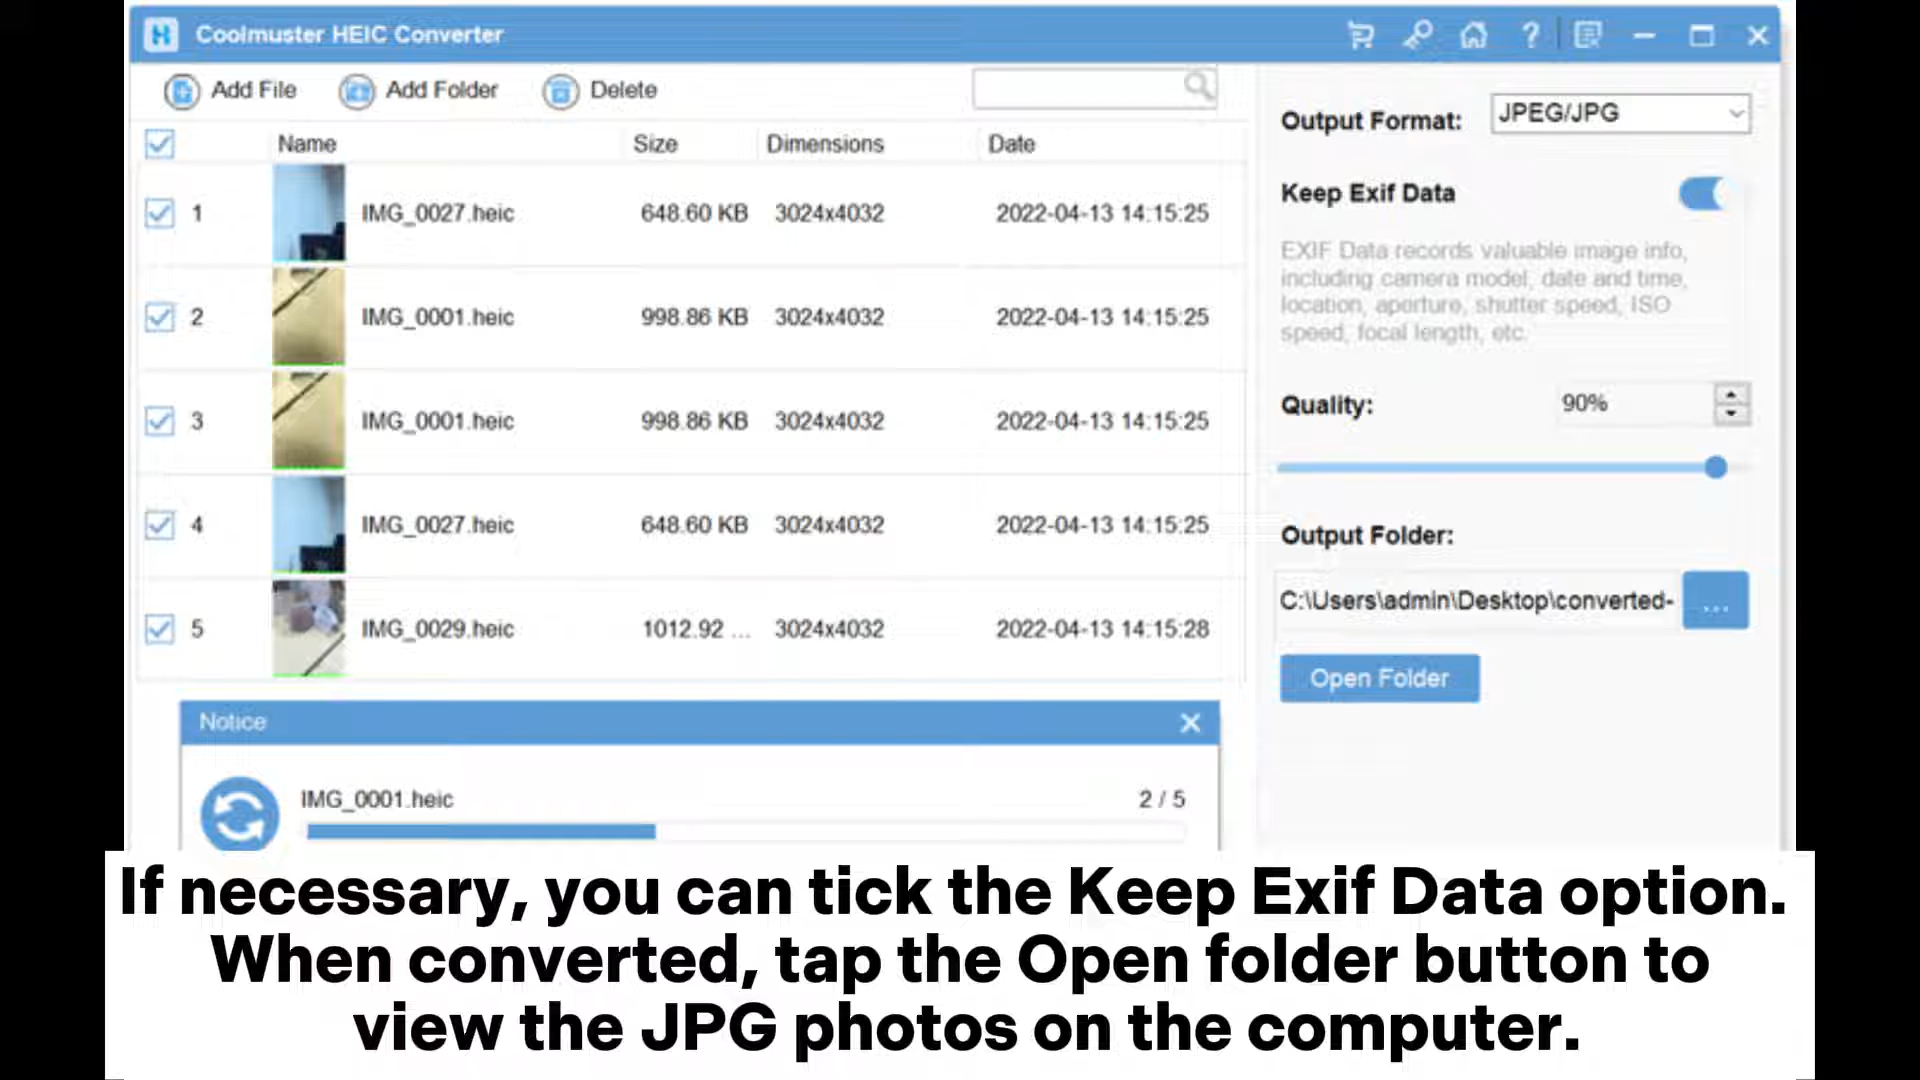 Coolmuster HEIC Converter
Add File Add Folder Delete
Name Size Dimensions Date
1 IMG_0027.heic 648.60 KB 3024x4032 2022-04-13 14:15:25
2 IMG_0001.heic 998.86 KB 3024x4032 2022-04-13 14:15:25
3 IMG_0001.heic 998.86 KB 3024x4032 2022-04-13 14:15:25
4 IMG_0027.heic 648.60 KB 3024x4032 2022-04-13 14:15:25
5 IMG_0029.heic 1012.92 ... 3024x4032 2022-04-13 14:15:28
Output Format: JPEG/JPG
Keep Exif Data
EXIF Data records valuable image info,
including camera model, date and time,
location, aperture, shutter speed, ISO
speed, focal length, etc.
Quality: 90%
Output Folder:
C:\Users\admin\Desktop\converted- ...
Open Folder
Notice
IMG_0001.heic 2 / 5
If necessary, you can tick the Keep Exif Data option.
When converted, tap the Open folder button to
view the JPG photos on the computer.